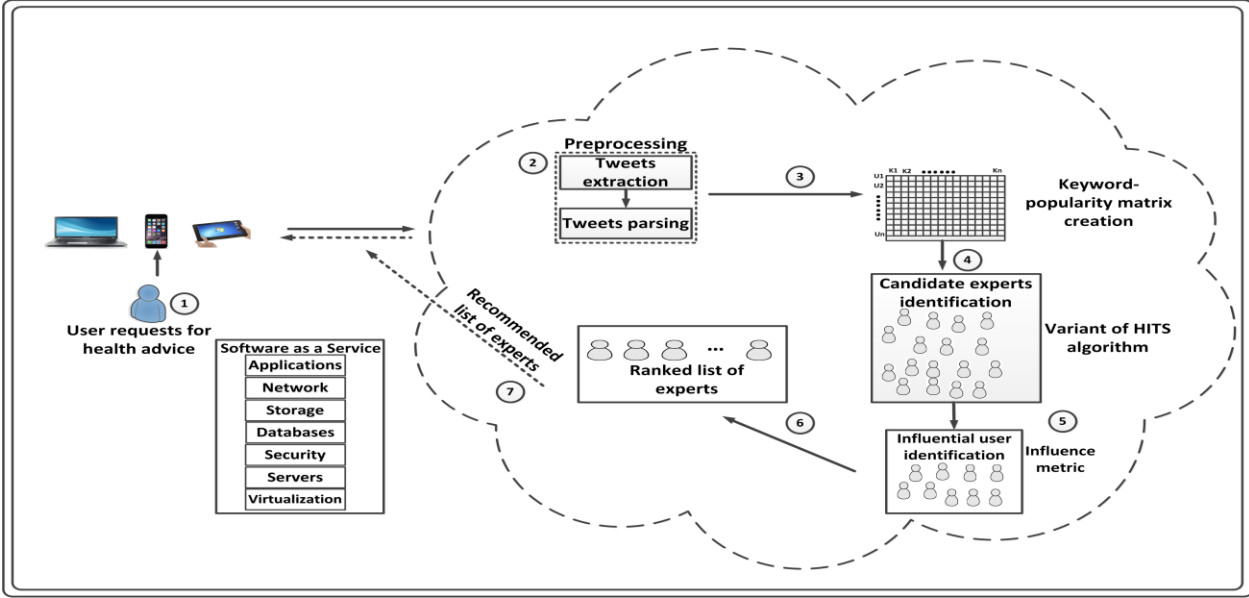 Preprocessing
2
Tweets
extraction
Tweets parsing
3
K1 K2 Kn
U1
U2
Un
Keyword-
popularity matrix
creation
4
1
User requests for
health advice
Candidate experts
identification
Variant of HITS
algorithm
Software as a Service
Applications
Network
Storage
Databases
Security
Servers
Virtualization
Recommended
list of experts
7
...
Ranked list of
experts
6
5
Influential user
identification
Influence
metric